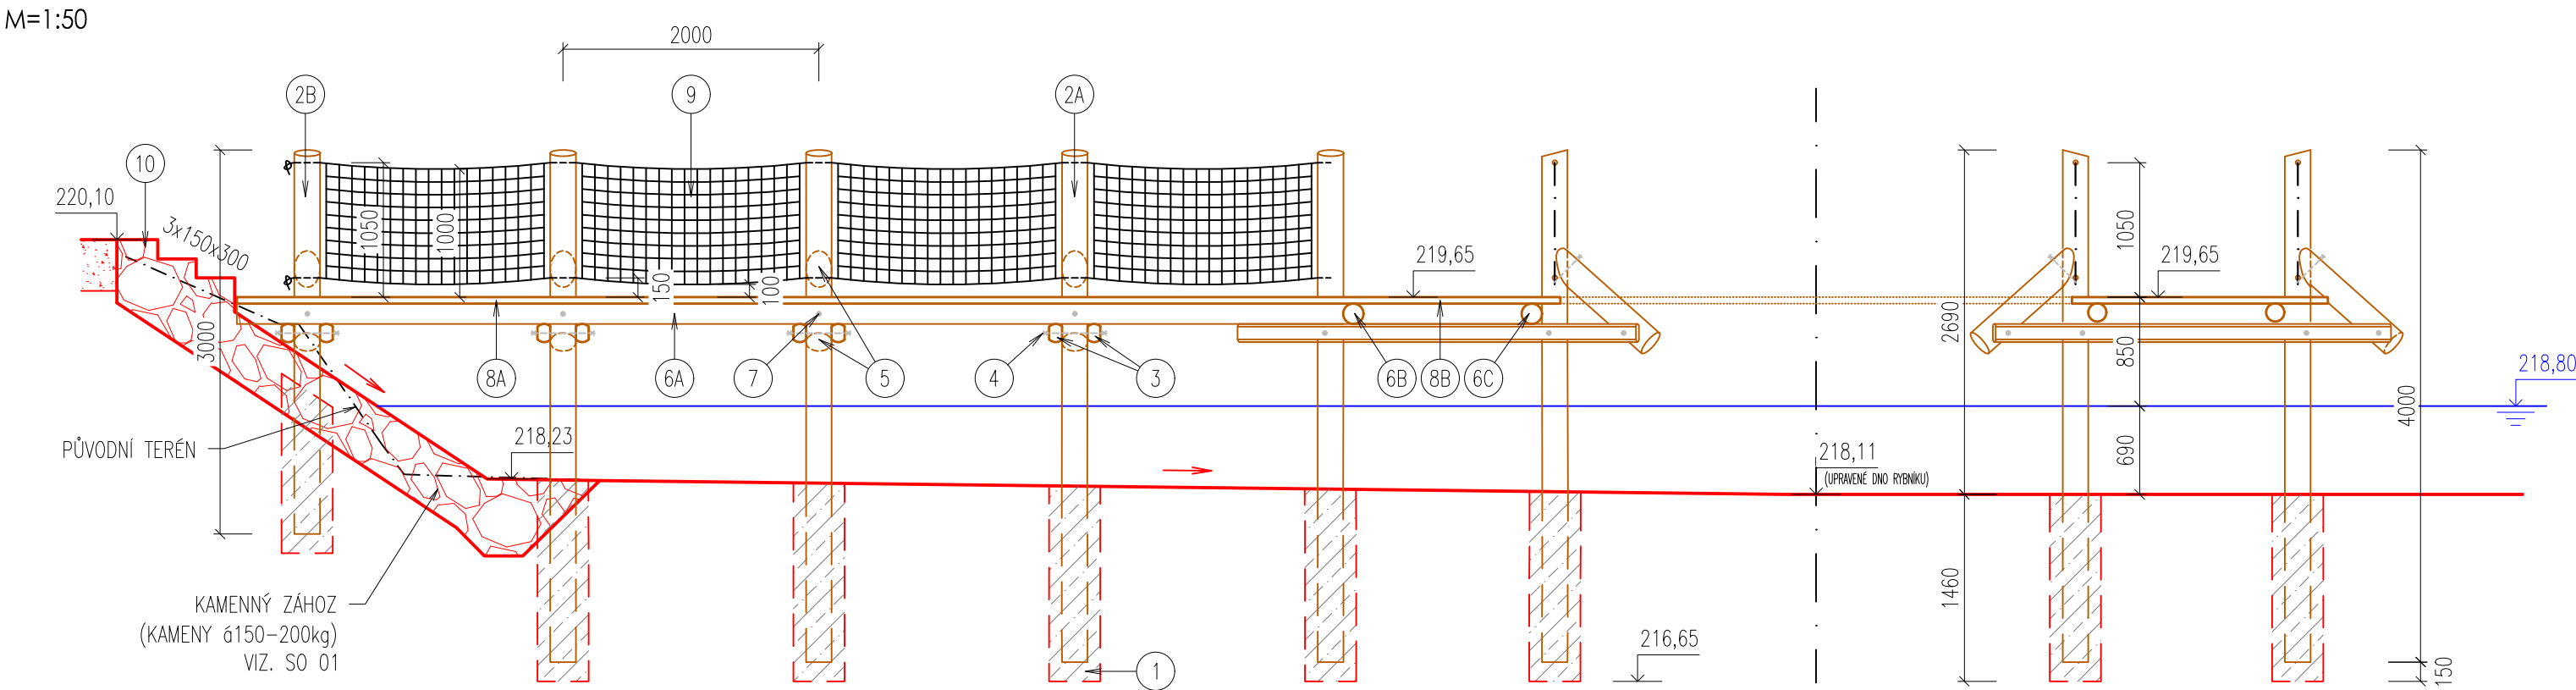 M=1:50
2000
2B
9
2A
10
220,10
3x150x300
1050
1000
150
100
3000
219,65
219,65
1050
2690
850
4000
218,80
8A
6A
7
5
4
3
6B
8B
6C
PŮVODNÍ TERÉN
218,23
218,11
(UPRAVENÉ DNO RYBNÍKU)
690
1460
KAMENNÝ ZÁHOZ
(KAMENY á150-200kg)
VIZ. SO 01
1
216,65
150